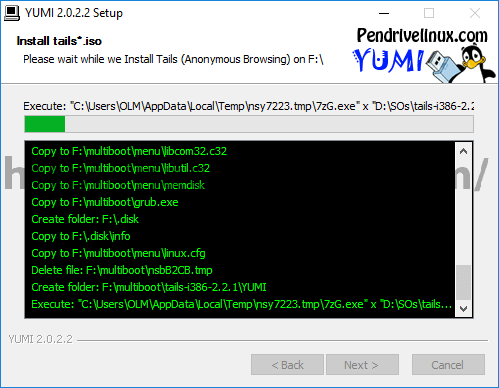 YUMI 2.0.2.2 Setup
Pendrivelinux.com
YUMI
Install tails*.iso
Please wait while we Install Tails (Anonymous Browsing) on F:\
Execute: "C:\Users\OLM\AppData\Local\Temp\nsy7223.tmp\7zG.exe" x "D:\SOs\tails-i386-2.2
Copy to F:\multiboot\menu\libcom32.c32
Copy to F:\multiboot\menu\libutil.c32
Copy to F:\multiboot\menu\memdisk
Copy to F:\multiboot\grub.exe
Create folder: F:\.disk
Copy to F:\.disk\info
Copy to F:\multiboot\menu\linux.cfg
Delete file: F:\multiboot\nsbB2CB.tmp
Create folder: F:\multiboot\tails-i386-2.2.1\YUMI
Execute: "C:\Users\OLM\AppData\Local\Temp\nsy7223.tmp\7zG.exe" x "D:\SOs\tails...
YUMI 2.0.2.2
< Back
Next >
Cancel